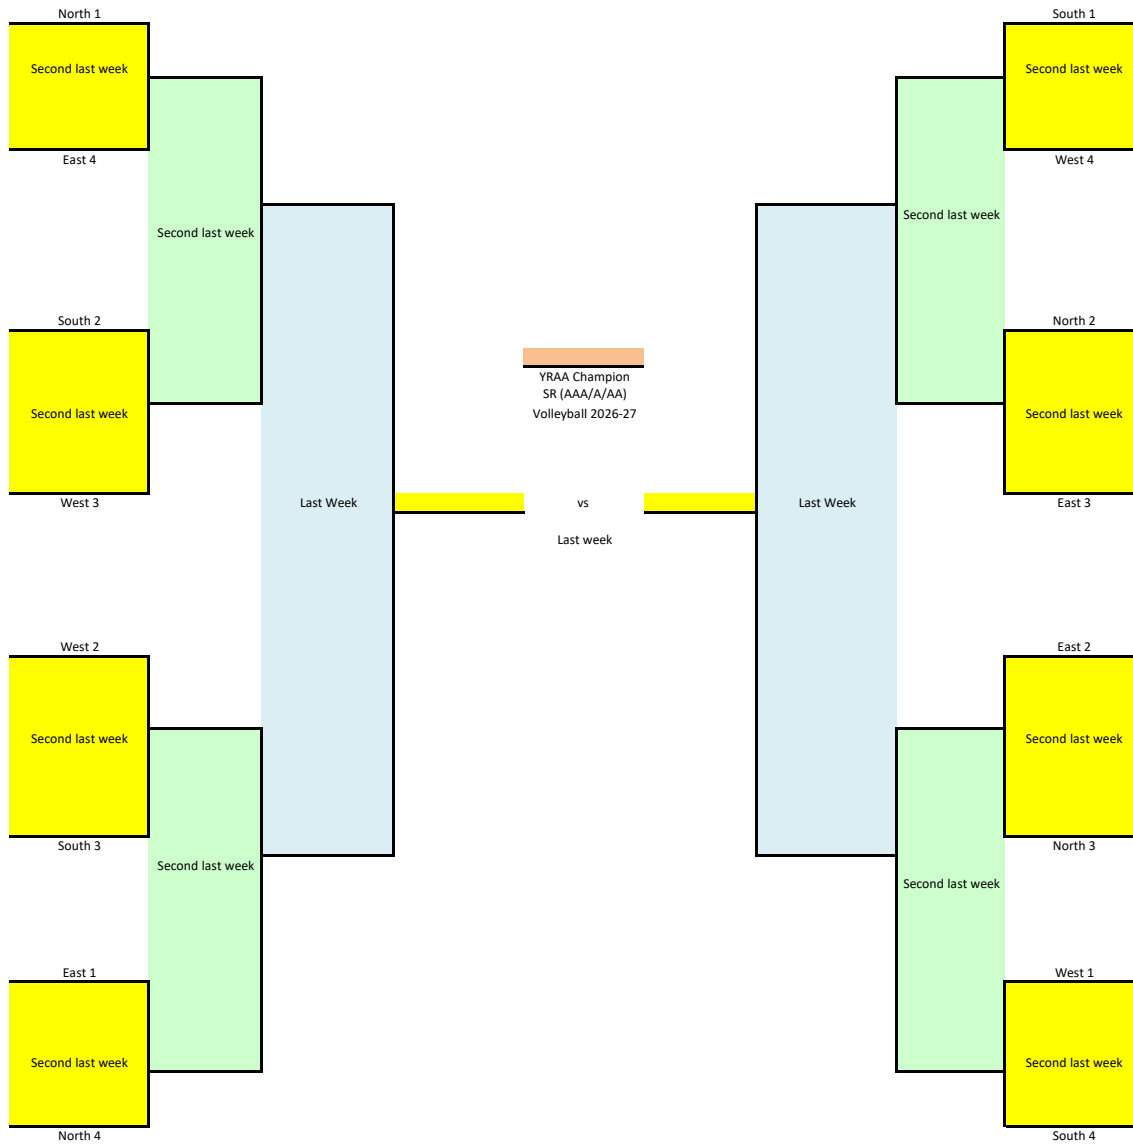 North 1
South 1
Second last week
Second last week
East 4
West 4
Second last week
Second last week
South 2
North 2
YRAA Champion
SR (AAA/A/AA)
Volleyball 2026-27
Second last week
Second last week
West 3
Last Week
vs
Last Week
East 3
Last week
West 2
East 2
Second last week
Second last week
South 3
North 3
Second last week
Second last week
East 1
West 1
Second last week
Second last week
North 4
South 4